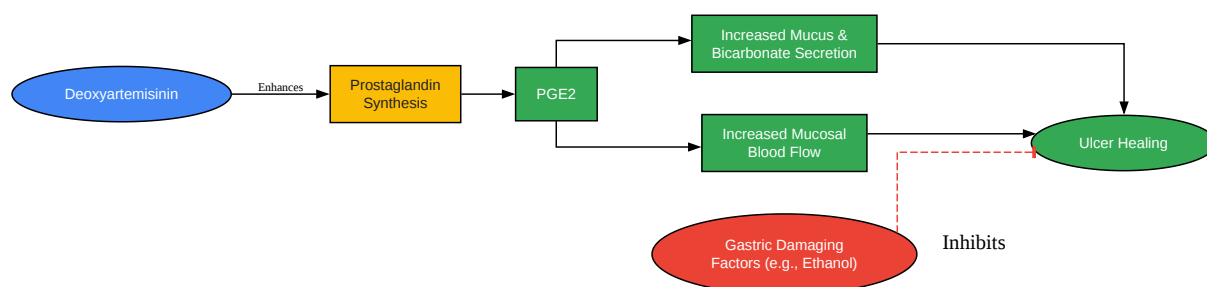 Deoxyartemisinin
Enhances
Prostaglandin
Synthesis
PGE2
Increased Mucus &
Bicarbonate Secretion
Increased Mucosal
Blood Flow
Ulcer Healing
Gastric Damaging
Factors (e.g., Ethanol)
Inhibits